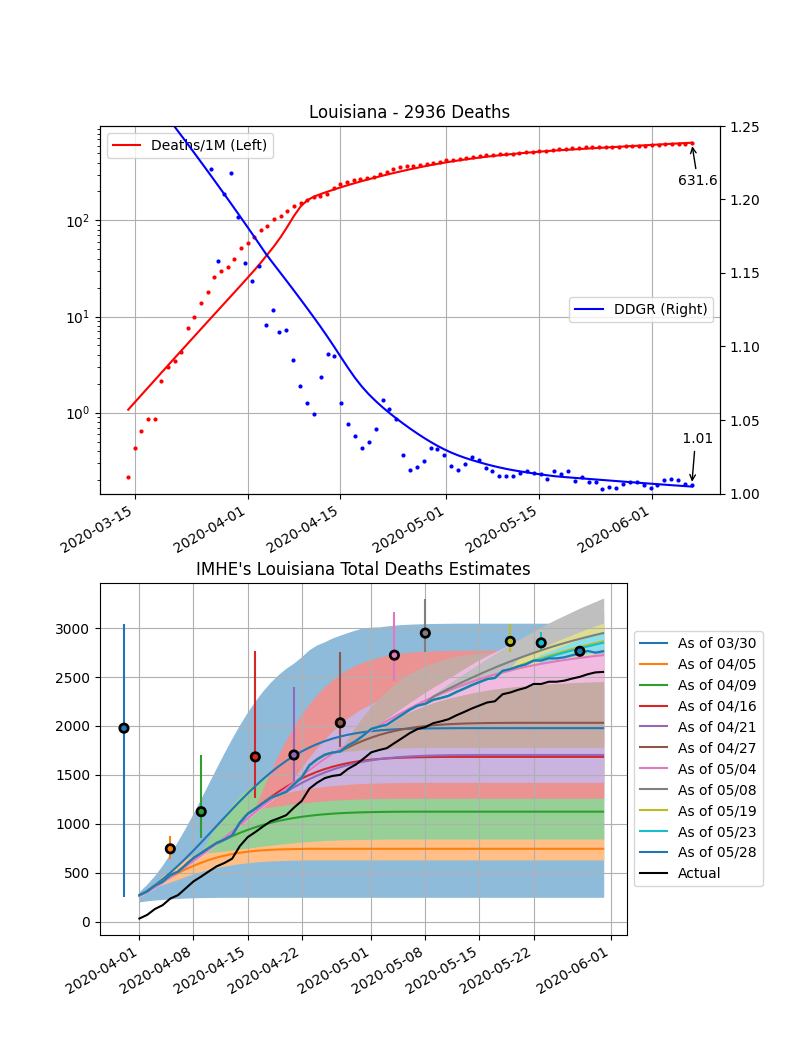 Louisiana - 2936 Deaths
Deaths/1M (Left)
DDGR (Right)
631.6
1.01
10²
10¹
10⁰
1.25
1.20
1.15
1.10
1.05
1.00
2020-03-15
2020-04-01
2020-04-15
2020-05-01
2020-05-15
2020-06-01
IMHE's Louisiana Total Deaths Estimates
3000
2500
2000
1500
1000
500
0
2020-04-01
2020-04-08
2020-04-15
2020-04-22
2020-05-01
2020-05-08
2020-05-15
2020-05-22
2020-06-01
As of 03/30
As of 04/05
As of 04/09
As of 04/16
As of 04/21
As of 04/27
As of 05/04
As of 05/08
As of 05/19
As of 05/23
As of 05/28
Actual